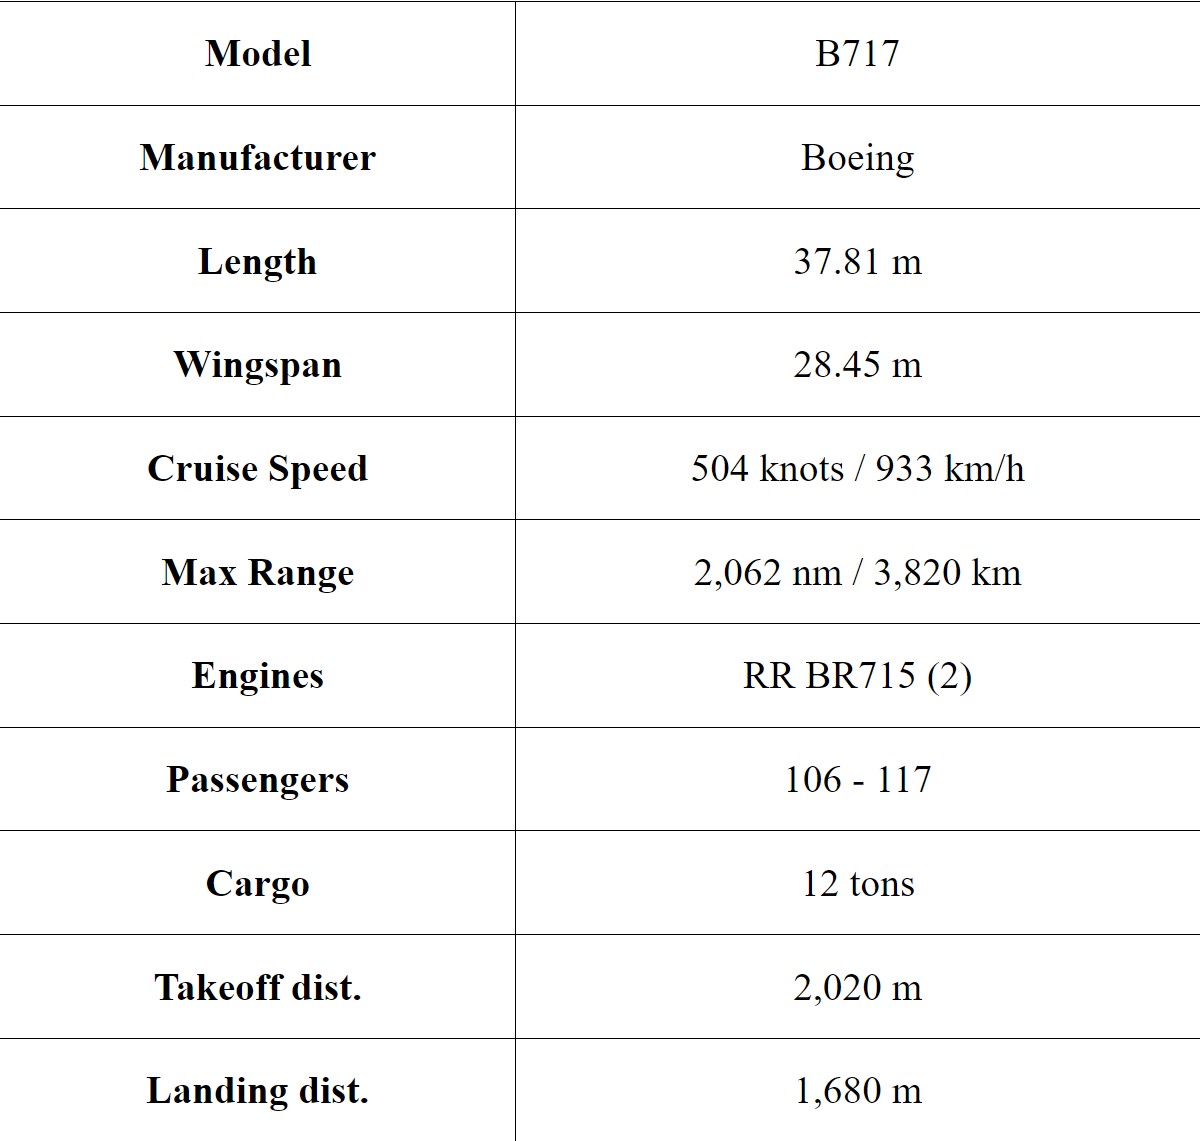 Model B717
Manufacturer Boeing
Length 37.81 m
Wingspan 28.45 m
Cruise Speed 504 knots / 933 km/h
Max Range 2,062 nm / 3,820 km
Engines RR BR715 (2)
Passengers 106 - 117
Cargo 12 tons
Takeoff dist. 2,020 m
Landing dist. 1,680 m